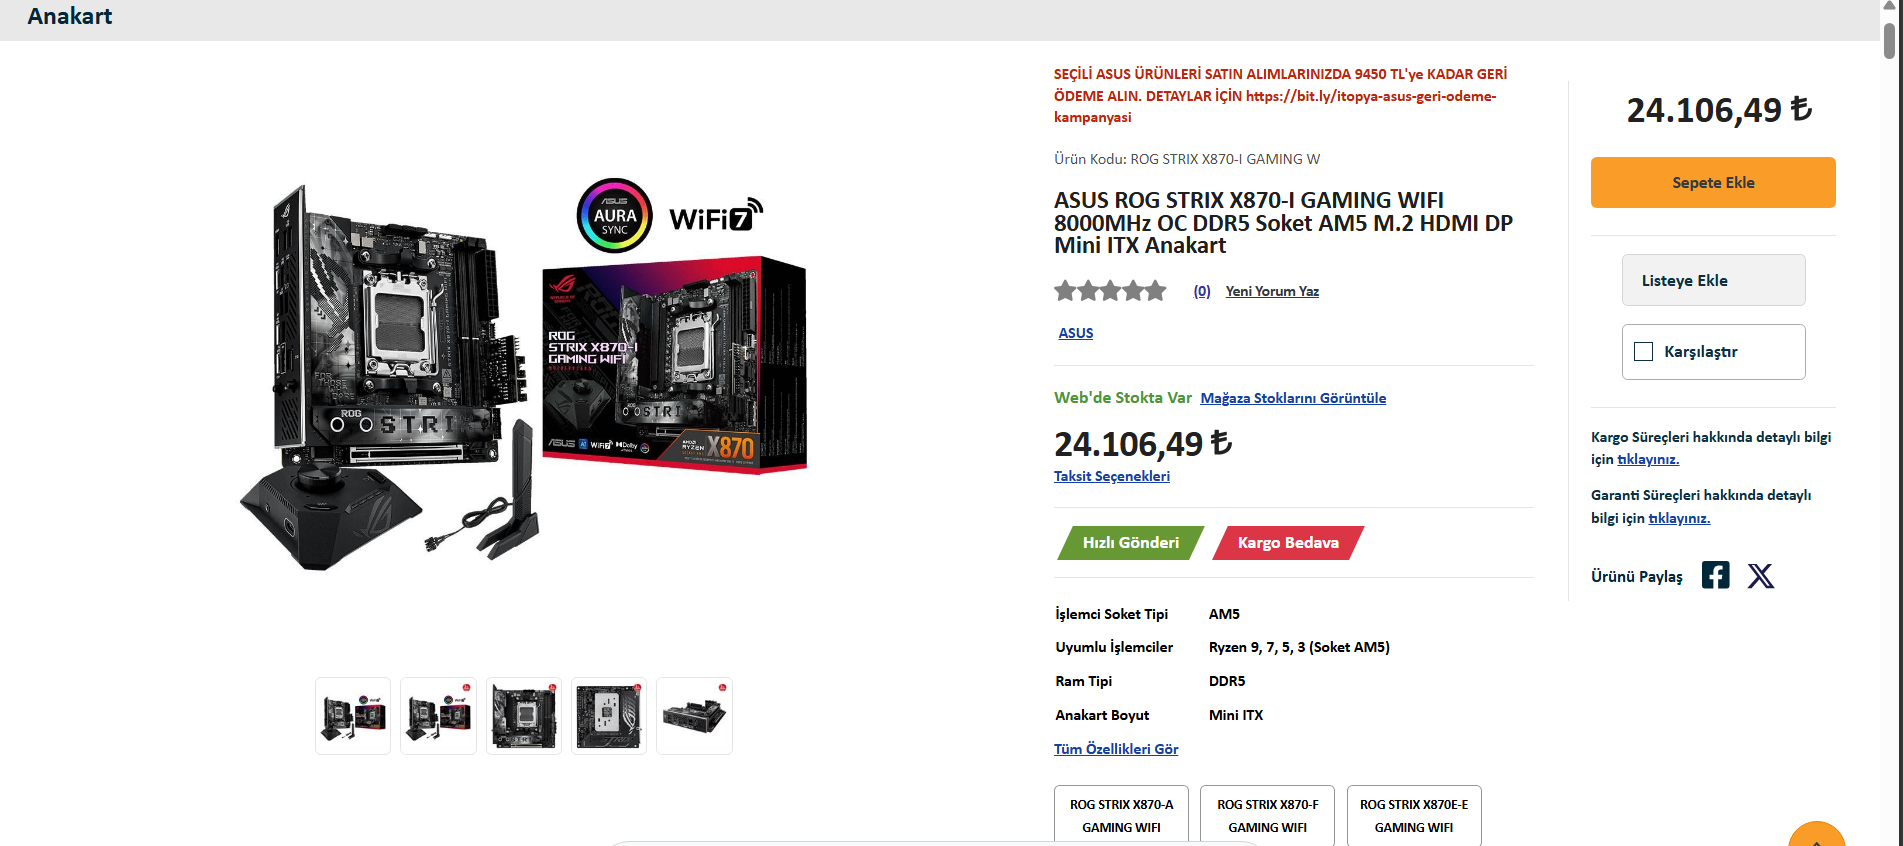 Anakart
SEÇİLİ ASUS ÜRÜNLERİ SATIN ALIMLARINIZDA 9450 TL'ye KADAR GERİ
ÖDEME ALIN. DETAYLAR İÇİN https://bit.ly/itopya-asus-geri-odeme-
kampanyasi
Ürün Kodu: ROG STRIX X870-I GAMING W
ASUS ROG STRIX X870-I GAMING WIFI
8000MHz OC DDR5 Soket AM5 M.2 HDMI DP
Mini ITX Anakart
(0) Yeni Yorum Yaz
ASUS
Web'de Stokta Var Mağaza Stoklarını Görüntüle
24.106,49 ₺
Taksit Seçenekleri
Hızlı Gönderi
Kargo Bedava
İşlemci Soket Tipi AM5
Uyumlu İşlemciler Ryzen 9, 7, 5, 3 (Soket AM5)
Ram Tipi DDR5
Anakart Boyut Mini ITX
Tüm Özellikleri Gör
ROG STRIX X870-A
GAMING WIFI
ROG STRIX X870-F
GAMING WIFI
ROG STRIX X870E-E
GAMING WIFI
24.106,49 ₺
Sepete Ekle
Listeye Ekle
Karşılaştır
Kargo Süreçleri hakkında detaylı bilgi
için tıklayınız.
Garanti Süreçleri hakkında detaylı
bilgi için tıklayınız.
Ürünü Paylaş
ASUS
AURA
SYNC
WiFi 7
ROG
STRIX X870-I
GAMING WIFI
ASUS
WiFi 7
Dolby
RYZEN
X870
ROG
STRI